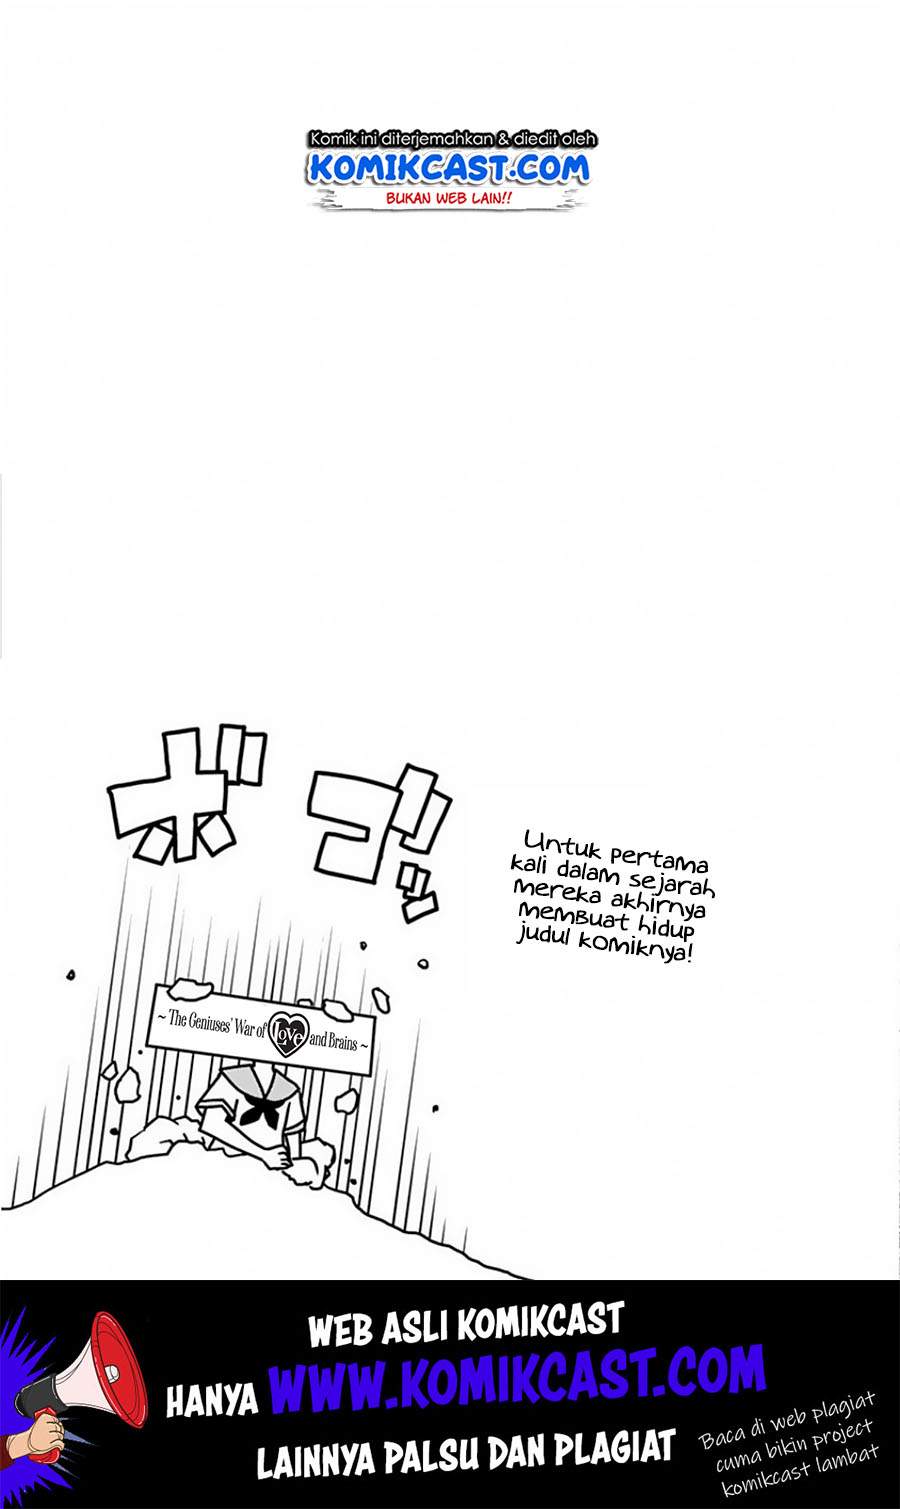 Komik ini diterjemahkan & diedit oleh
KOMIKCAST.COM
BUKAN WEB LAIN!!
ボゴッ
Untuk pertama
kali dalam sejarah
mereka akhirnya
membuat hidup
judul komiknya!
~ The Geniuses' War of Love and Brains ~
WEB ASLI KOMIKCAST
HANYA WWW.KOMIKCAST.COM
LAINNYA PALSU DAN PLAGIAT
Baca di web plagiat
cuma bikin project
komikcast lambat